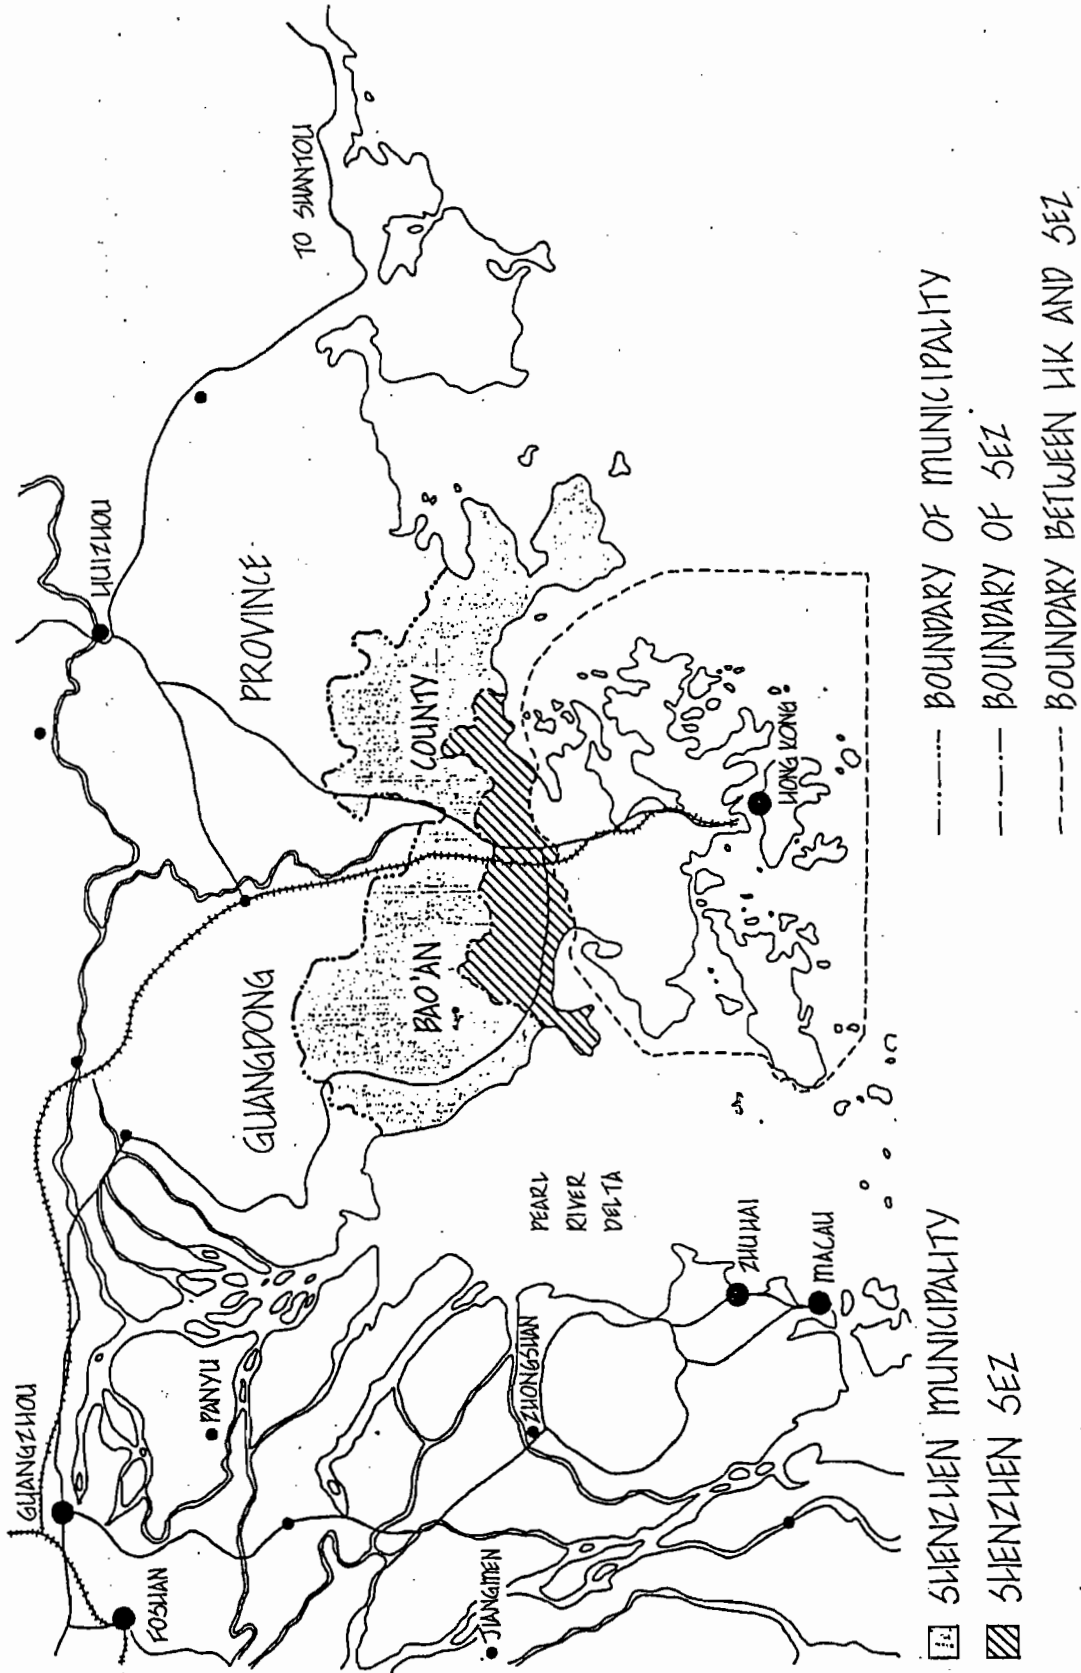 GUANGZHOU
FOSHAN
PANYU
JIANGMEN
ZHONGSHAN
HUIZHOU
TO SHANTOU
GUANGDONG PROVINCE
BAO'AN COUNTY
PEARL
RIVER
DELTA
ZHUHAI
MACAU
HONG KONG
SHENZHEN MUNICIPALITY
SHENZHEN SEZ
BOUNDARY OF MUNICIPALITY
BOUNDARY OF SEZ
BOUNDARY BETWEEN HK AND SEZ